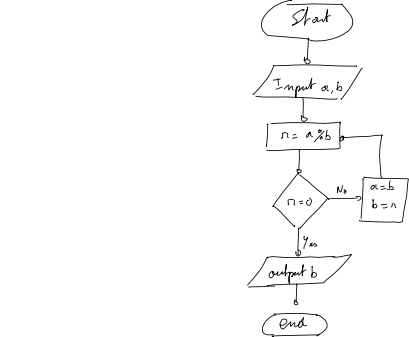 Start
Input a, b
r = a % b
r = 0
No
a = b
b = r
Yes
output b
end